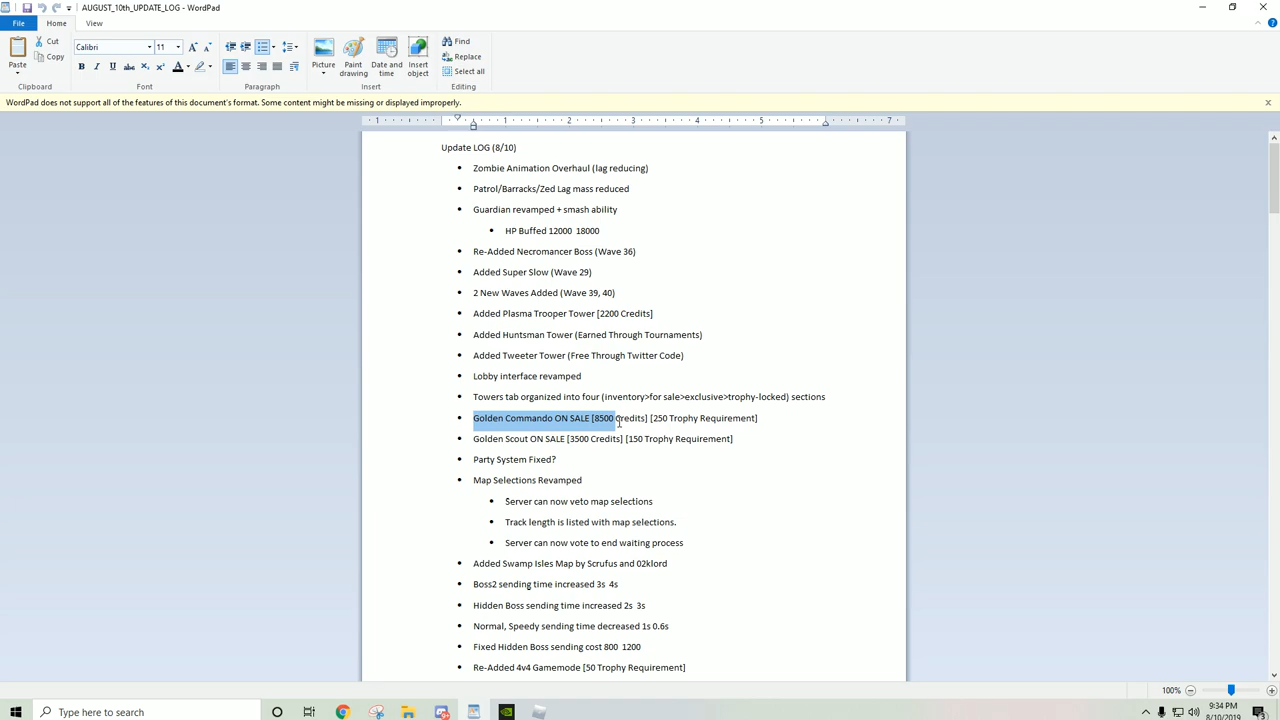 AUGUST_10th_UPDATE_LOG - WordPad
File
Home
View
Paste
Cut
Copy
Clipboard
Calibri
11
Font
Paragraph
Picture
Paint drawing
Date and time
Insert object
Insert
Find
Replace
Select all
Editing
WordPad does not support all of the features of this document's format. Some content might be missing or displayed improperly.
1 1 2 3 4 5 7
Update LOG (8/10)
Zombie Animation Overhaul (lag reducing)
Patrol/Barracks/Zed Lag mass reduced
Guardian revamped + smash ability
HP Buffed 12000 18000
Re-Added Necromancer Boss (Wave 36)
Added Super Slow (Wave 29)
2 New Waves Added (Wave 39, 40)
Added Plasma Trooper Tower [2200 Credits]
Added Huntsman Tower (Earned Through Tournaments)
Added Tweeter Tower (Free Through Twitter Code)
Lobby interface revamped
Towers tab organized into four (inventory>for sale>exclusive>trophy-locked) sections
Golden Commando ON SALE [8500 Credits] [250 Trophy Requirement]
Golden Scout ON SALE [3500 Credits] [150 Trophy Requirement]
Party System Fixed?
Map Selections Revamped
Server can now veto map selections
Track length is listed with map selections.
Server can now vote to end waiting process
Added Swamp Isles Map by Scrufus and 02klord
Boss2 sending time increased 3s 4s
Hidden Boss sending time increased 2s 3s
Normal, Speedy sending time decreased 1s 0.6s
Fixed Hidden Boss sending cost 800 1200
Re-Added 4v4 Gamemode [50 Trophy Requirement]
100%
Type here to search
9:34 PM
8/10/2019